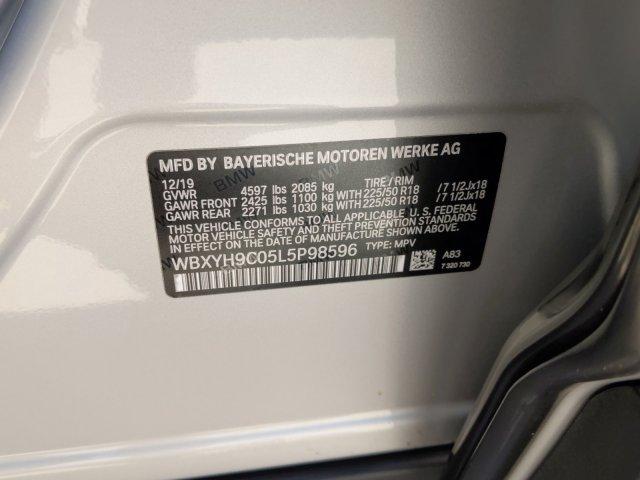 MFD BY BAYERISCHE MOTOREN WERKE AG
12/19
GVWR 4597 lbs 2085 kg TIRE / RIM
GAWR FRONT 2425 lbs 1100 kg WITH 225/50 R18 /7 1/2Jx18
GAWR REAR 2271 lbs 1030 kg WITH 225/50 R18 /7 1/2Jx18
THIS VEHICLE CONFORMS TO ALL APPLICABLE U. S. FEDERAL
MOTOR VEHICLE SAFETY AND THEFT PREVENTION STANDARDS
IN EFFECT ON THE DATE OF MANUFACTURE SHOWN ABOVE.
WBXYH9C05L5P98596 TYPE: MPV
A83
7 320 730